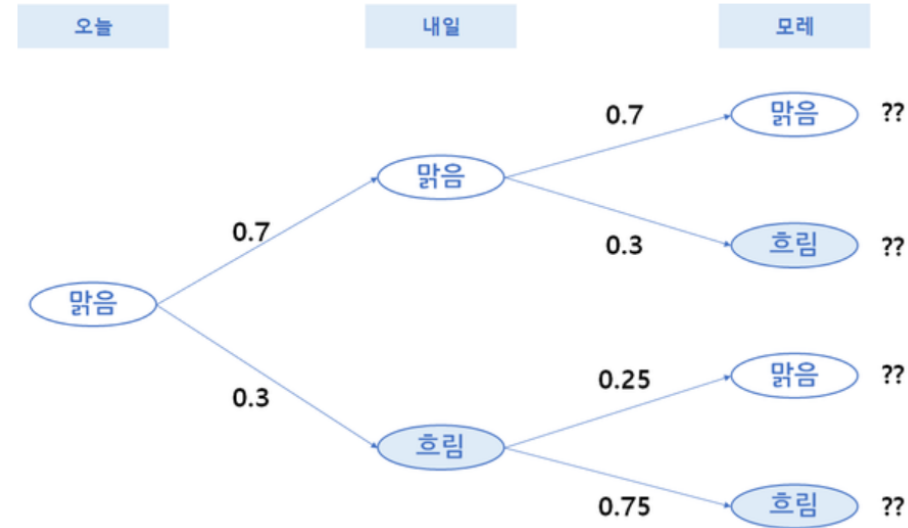 오늘 내일 모레
0.7 맑음 ??
맑음
0.7 0.3 흐림 ??
맑음
0.3 0.25 맑음 ??
흐림
0.75 흐림 ??